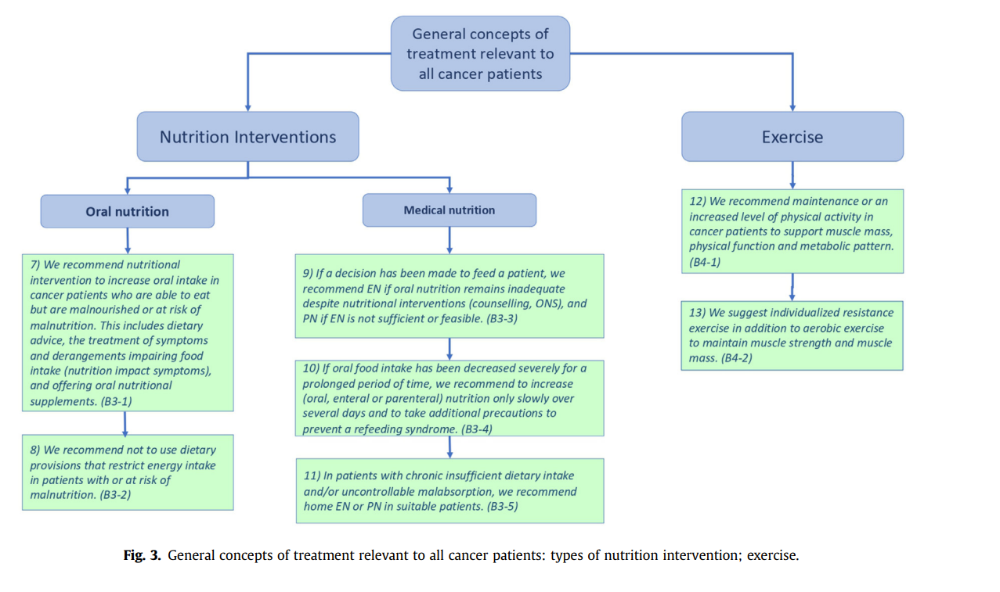 General concepts of
treatment relevant to
all cancer patients
Nutrition Interventions
Exercise
Oral nutrition
Medical nutrition
7) We recommend nutritional
intervention to increase oral intake in
cancer patients who are able to eat
but are malnourished or at risk of
malnutrition. This includes dietary
advice, the treatment of symptoms
and derangements impairing food
intake (nutrition impact symptoms),
and offering oral nutritional
supplements. (B3-1)
8) We recommend not to use dietary
provisions that restrict energy intake
in patients with or at risk of
malnutrition. (B3-2)
9) If a decision has been made to feed a patient, we
recommend EN if oral nutrition remains inadequate
despite nutritional interventions (counselling, ONS), and
PN if EN is not sufficient or feasible. (B3-3)
10) If oral food intake has been decreased severely for a
prolonged period of time, we recommend to increase
(oral, enteral or parenteral) nutrition only slowly over
several days and to take additional precautions to
prevent a refeeding syndrome. (B3-4)
11) In patients with chronic insufficient dietary intake
and/or uncontrollable malabsorption, we recommend
home EN or PN in suitable patients. (B3-5)
12) We recommend maintenance or an
increased level of physical activity in
cancer patients to support muscle mass,
physical function and metabolic pattern.
(B4-1)
13) We suggest individualized resistance
exercise in addition to aerobic exercise
to maintain muscle strength and muscle
mass. (B4-2)
Fig. 3. General concepts of treatment relevant to all cancer patients: types of nutrition intervention; exercise.